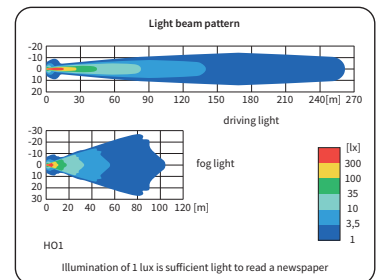 Light beam pattern
-20
-10
0
10
20
0 30 60 90 120 150 180 210 240[m] 270
driving light
-30
-20
-10
0
10
20
30
0 20 40 60 80 100 120 [m]
fog light
[lx]
300
100
35
10
3,5
1
HO1
Illumination of 1 lux is sufficient light to read a newspaper